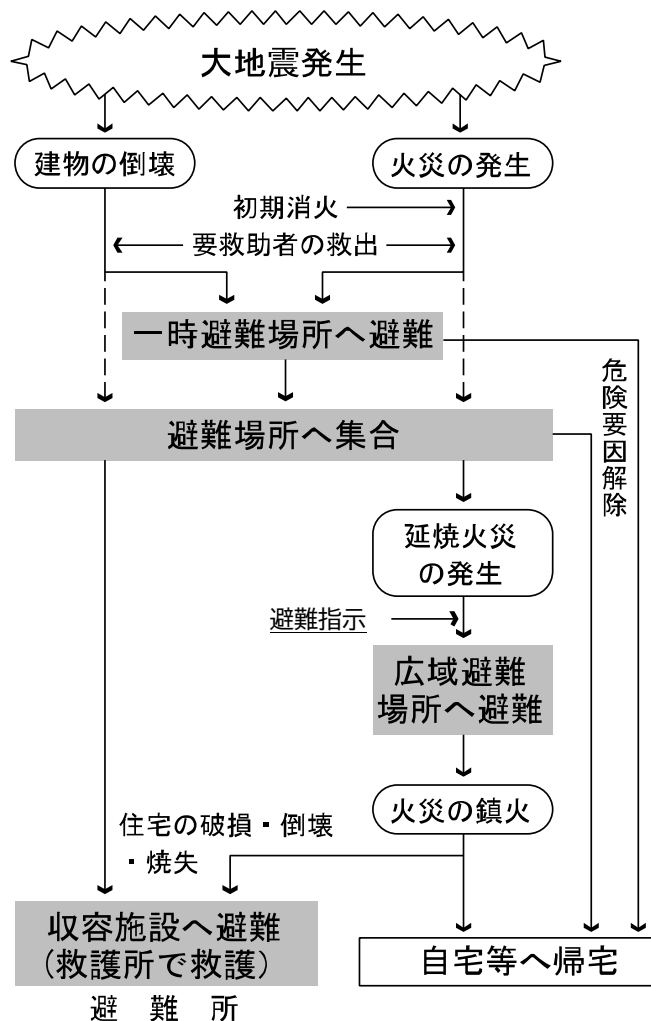 大地震発生
建物の倒壊
火災の発生
初期消火
要救助者の救出
一時避難場所へ避難
危険要因解除
避難場所へ集合
延焼火災
の発生
避難指示
広域避難
場所へ避難
火災の鎮火
住宅の破損・倒壊
・焼失
収容施設へ避難
(救護所で救護)
自宅等へ帰宅
避難所